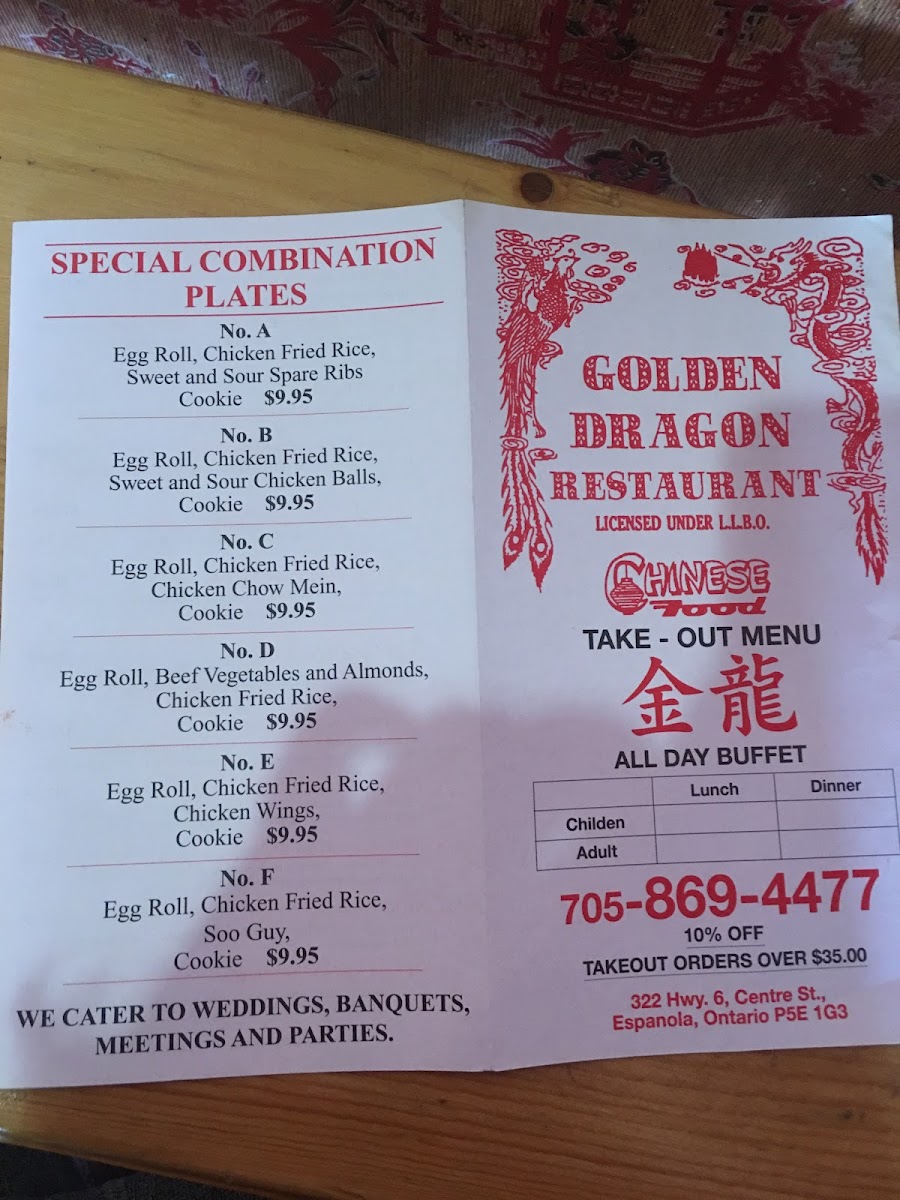 SPECIAL COMBINATION
PLATES
No. A
Egg Roll, Chicken Fried Rice,
Sweet and Sour Spare Ribs
Cookie $9.95
No. B
Egg Roll, Chicken Fried Rice,
Sweet and Sour Chicken Balls,
Cookie $9.95
No. C
Egg Roll, Chicken Fried Rice,
Chicken Chow Mein,
Cookie $9.95
No. D
Egg Roll, Beef Vegetables and Almonds,
Chicken Fried Rice,
Cookie $9.95
No. E
Egg Roll, Chicken Fried Rice,
Chicken Wings,
Cookie $9.95
No. F
Egg Roll, Chicken Fried Rice,
Soo Guy,
Cookie $9.95
WE CATER TO WEDDINGS, BANQUETS,
MEETINGS AND PARTIES.
GOLDEN
DRAGON
RESTAURANT
LICENSED UNDER L.L.B.O.
CHINESE
Food
TAKE - OUT MENU
金龍
ALL DAY BUFFET
Lunch Dinner
Childen
Adult
705-869-4477
10% OFF
TAKEOUT ORDERS OVER $35.00
322 Hwy. 6, Centre St.,
Espanola, Ontario P5E 1G3